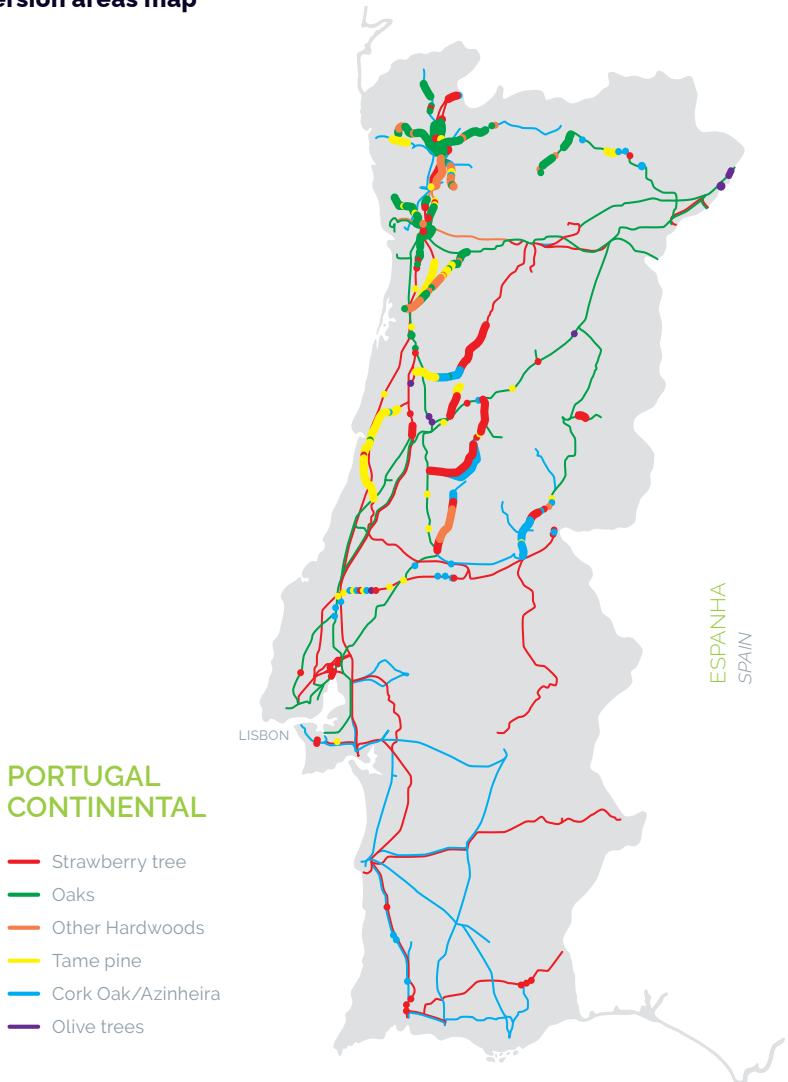 areas map
ESPANHA
SPAIN
LISBON
PORTUGAL
CONTINENTAL
Strawberry tree
Oaks
Other Hardwoods
Tame pine
Cork Oak/Azinheira
Olive trees